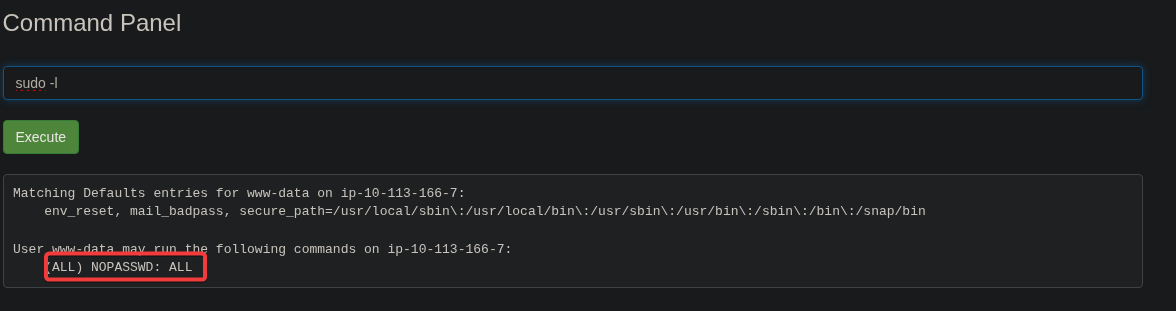 Command Panel
sudo -l
Execute
Matching Defaults entries for www-data on ip-10-113-166-7:
env_reset, mail_badpass, secure_path=/usr/local/sbin\:/usr/local/bin\:/usr/sbin\:/usr/bin\:/sbin\:/bin\:/snap/bin
User www-data may run the following commands on ip-10-113-166-7:
(ALL) NOPASSWD: ALL